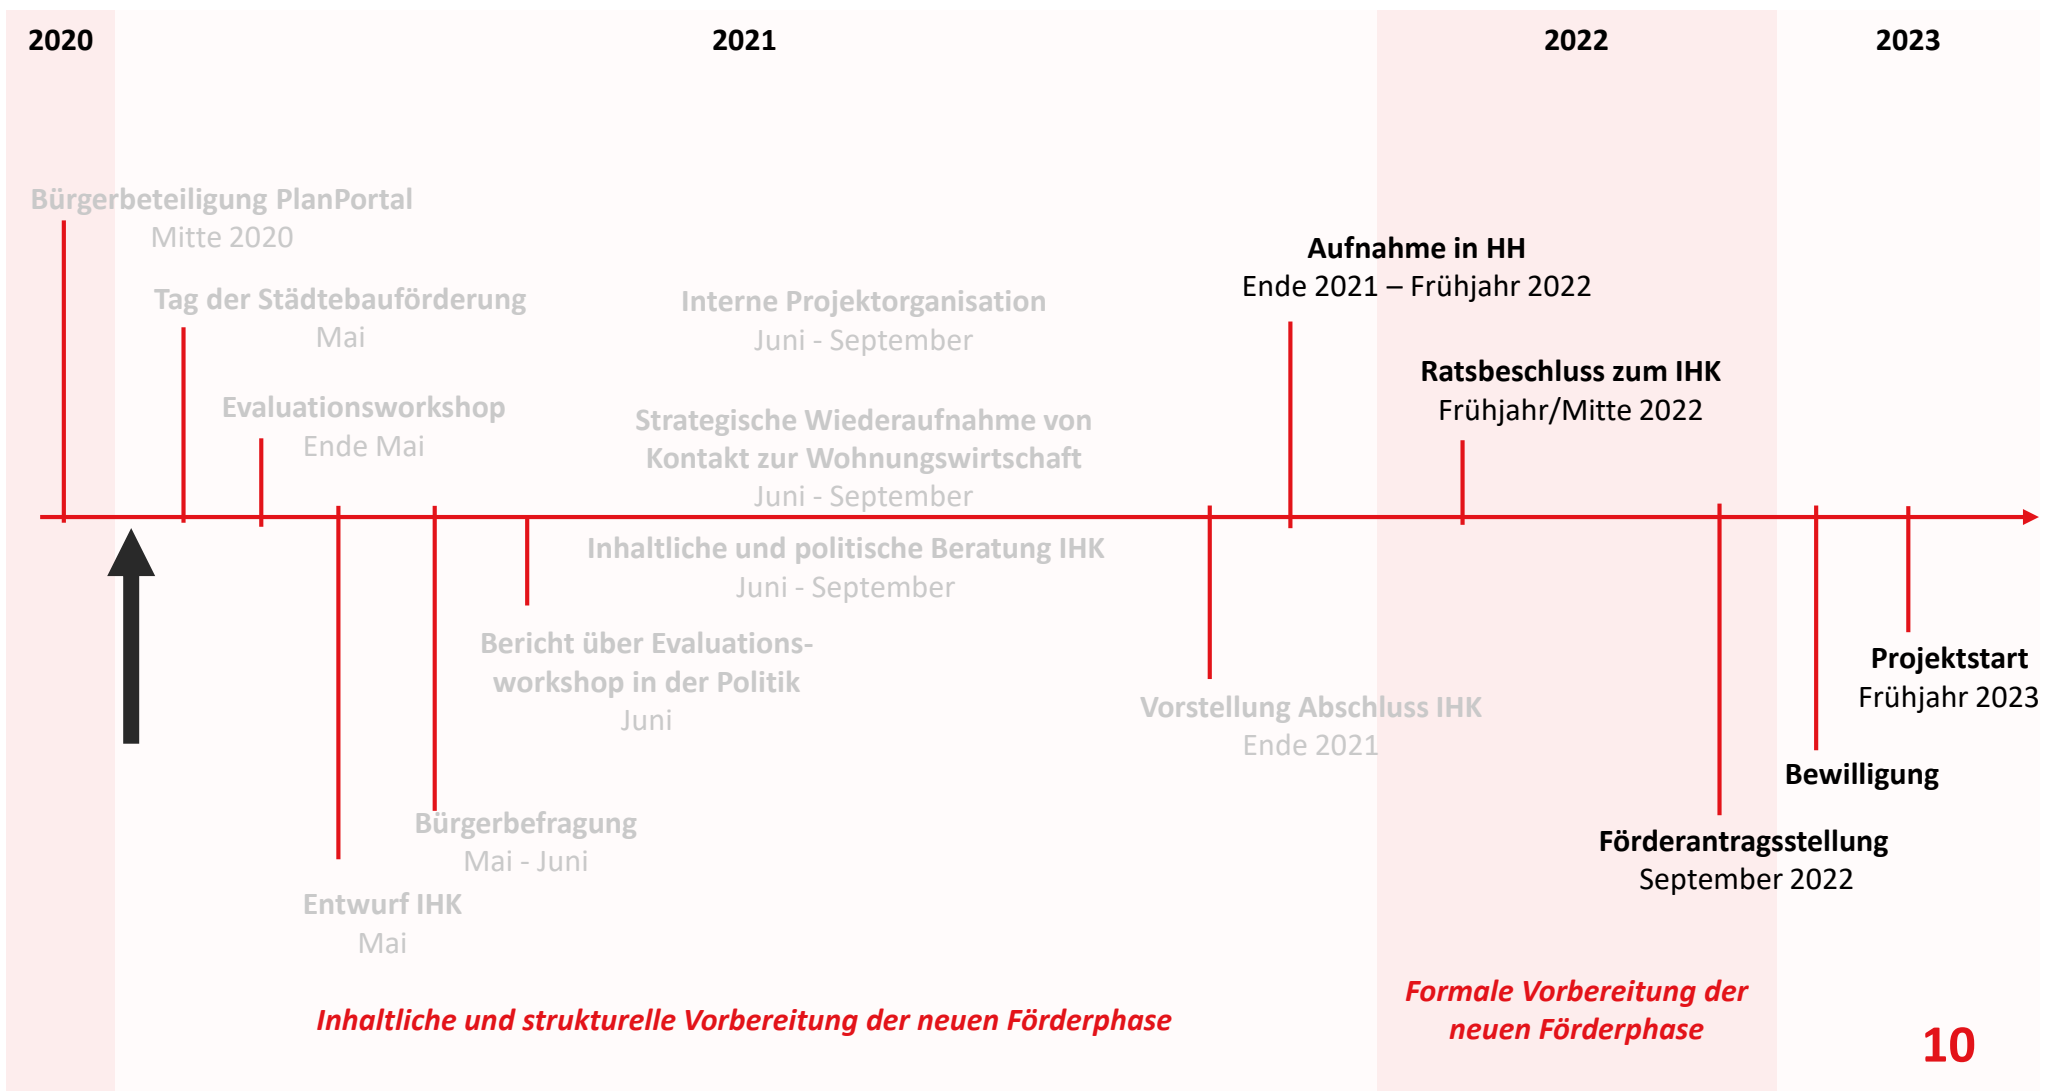 2020
2021
2022
2023
Bürgerbeteiligung PlanPortal
Mitte 2020
Tag der Städtebauförderung
Mai
Evaluationsworkshop
Ende Mai
Interne Projektorganisation
Juni - September
Strategische Wiederaufnahme von
Kontakt zur Wohnungswirtschaft
Juni - September
Aufnahme in HH
Ende 2021 – Frühjahr 2022
Ratsbeschluss zum IHK
Frühjahr/Mitte 2022
Inhaltliche und politische Beratung IHK
Juni - September
Bericht über Evaluations-
workshop in der Politik
Juni
Bürgerbefragung
Mai - Juni
Entwurf IHK
Mai
Vorstellung Abschluss IHK
Ende 2021
Projektstart
Frühjahr 2023
Bewilligung
Förderantragsstellung
September 2022
Inhaltliche und strukturelle Vorbereitung der neuen Förderphase
Formale Vorbereitung der
neuen Förderphase
10